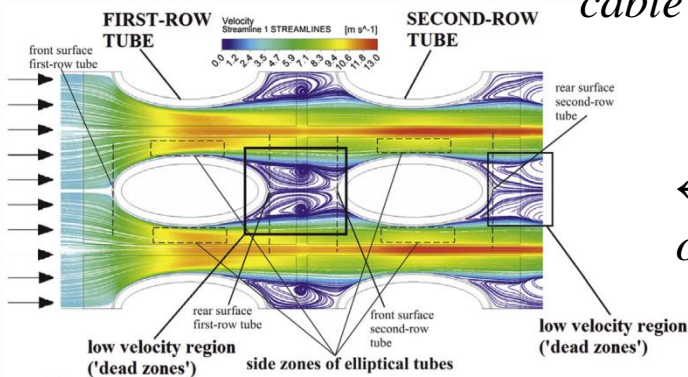 cable
FIRST-ROW
TUBE
Velocity
Streamline 1 STREAMLINES
[m s^-1]
0.0 1.2 2.4 3.5 4.7 5.9 7.1 8.3 9.4 10.6 11.8 13.0
SECOND-ROW
TUBE
front surface
first-row tube
rear surface
second-row
tube
rear surface
first-row tube
front surface
second-row
tube
low velocity region
('dead zones')
side zones of elliptical tubes
low velocity region
('dead zones')